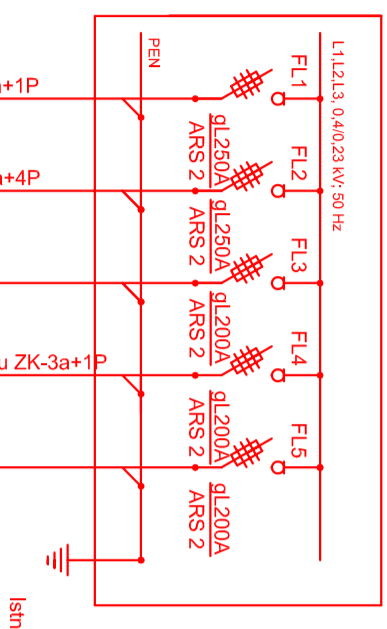 L1,L2,L3, 0,4/0,23 kV; 50 Hz
FL1
FL2
FL3
FL4
FL5
gL250A
ARS 2
gL250A
ARS 2
gL200A
ARS 2
gL200A
ARS 2
gL200A
ARS 2
PEN
a+1P
a+4P
u ZK-3a+1P
Istn